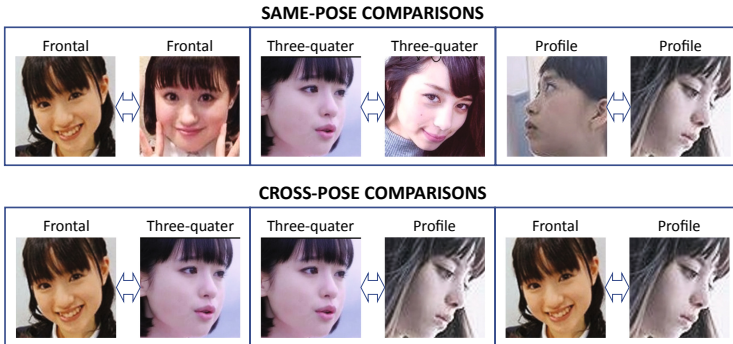 SAME-POSE COMPARISONS
Frontal Frontal Three-quater Three-quater Profile Profile
CROSS-POSE COMPARISONS
Frontal Three-quater Three-quater Profile Frontal Profile